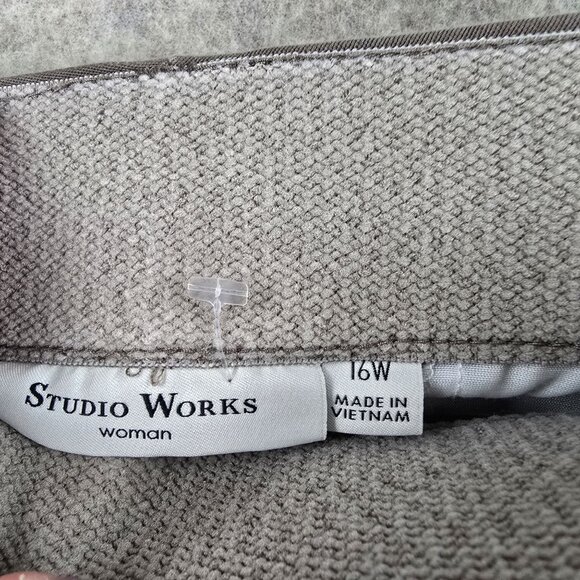 STUDIO WORKS
woman
16W
MADE IN
VIETNAM